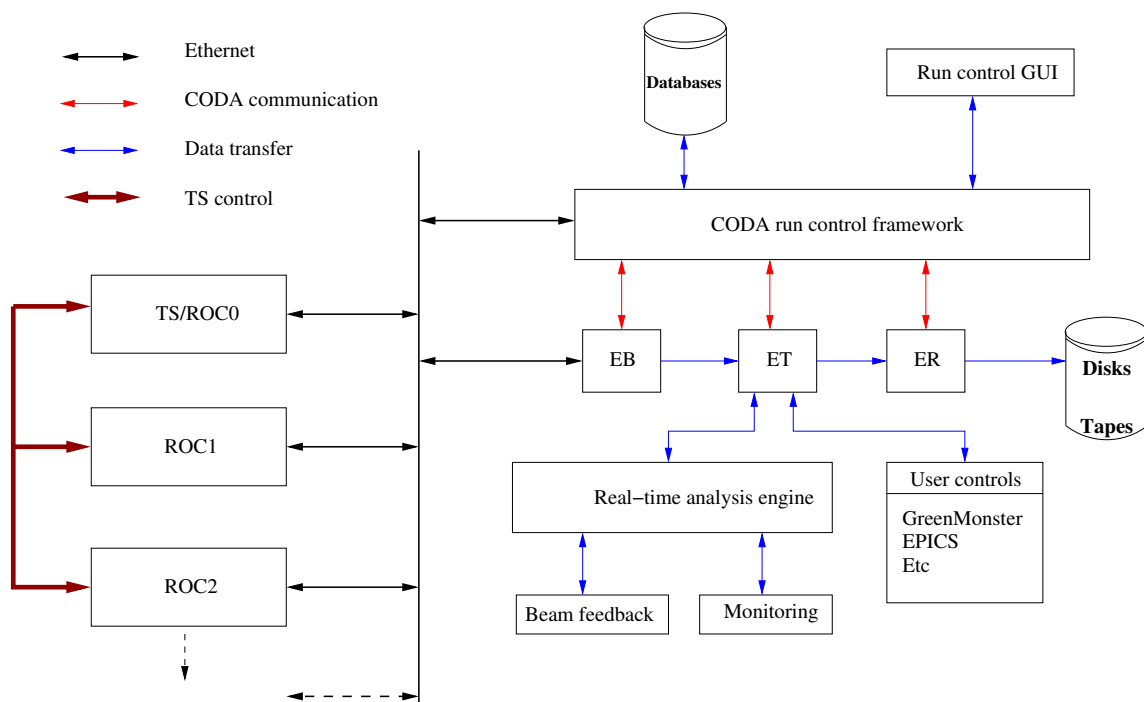 Ethernet
CODA communication
Data transfer
TS control
Databases
Run control GUI
CODA run control framework
TS/ROC0
EB
ET
ER
Disks
Tapes
ROC1
Real−time analysis engine
User controls
GreenMonster
EPICS
Etc
ROC2
Beam feedback
Monitoring